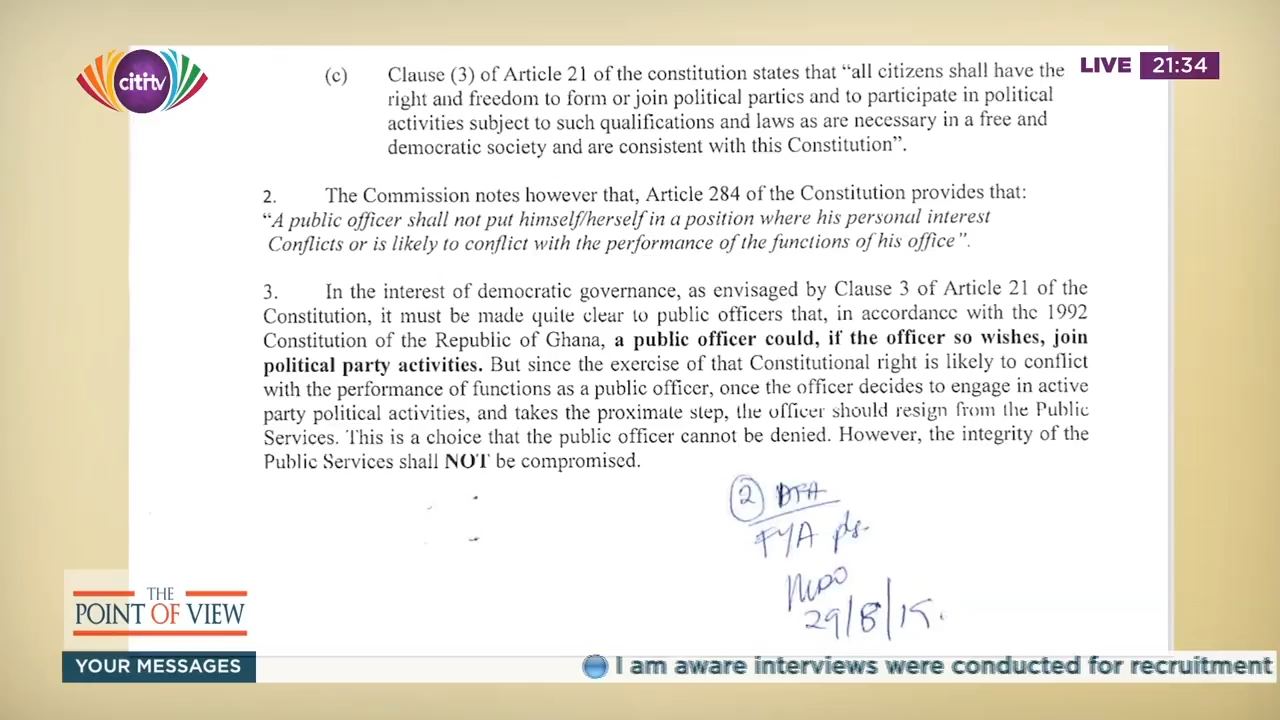 citi tv
LIVE 21:34
(c) Clause (3) of Article 21 of the constitution states that “all citizens shall have the
right and freedom to form or join political parties and to participate in political
activities subject to such qualifications and laws as are necessary in a free and
democratic society and are consistent with this Constitution”.
2. The Commission notes however that, Article 284 of the Constitution provides that:
“A public officer shall not put himself/herself in a position where his personal interest
Conflicts or is likely to conflict with the performance of the functions of his office”.
3. In the interest of democratic governance, as envisaged by Clause 3 of Article 21 of the
Constitution, it must be made quite clear to public officers that, in accordance with the 1992
Constitution of the Republic of Ghana, a public officer could, if the officer so wishes, join
political party activities. But since the exercise of that Constitutional right is likely to conflict
with the performance of functions as a public officer, once the officer decides to engage in active
party political activities, and takes the proximate step, the officer should resign from the Public
Services. This is a choice that the public officer cannot be denied. However, the integrity of the
Public Services shall NOT be compromised.
2 DFA
FYA pls.
29/8/15.
THE
POINT OF VIEW
YOUR MESSAGES
I am aware interviews were conducted for recruitment